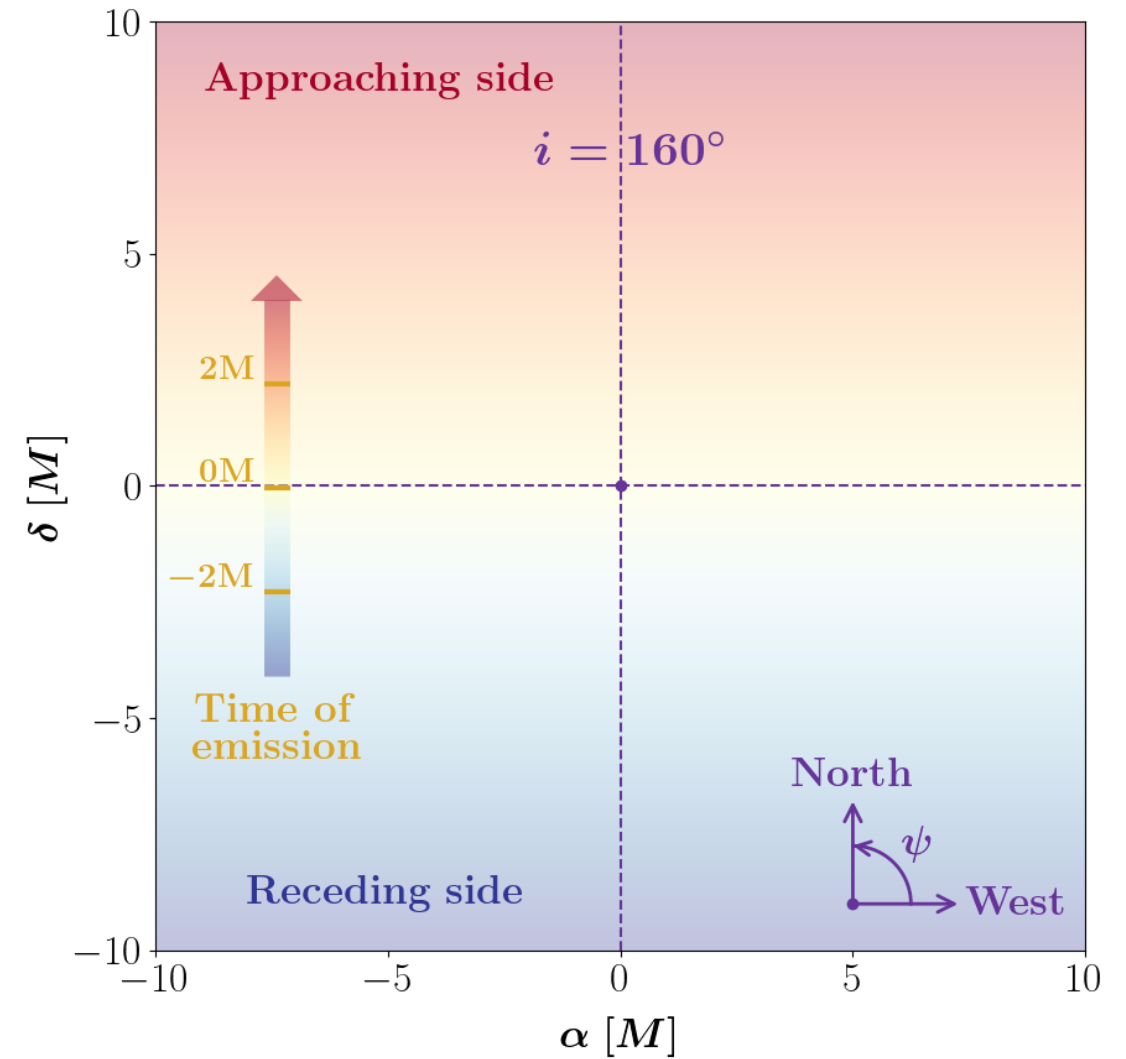 10
Approaching side
i = 160°
5
2M
0M
0
−2M
δ [M]
Time of
emission
−5
North
ψ
Receding side
West
−10
−10
−5
0
5
10
α [M]